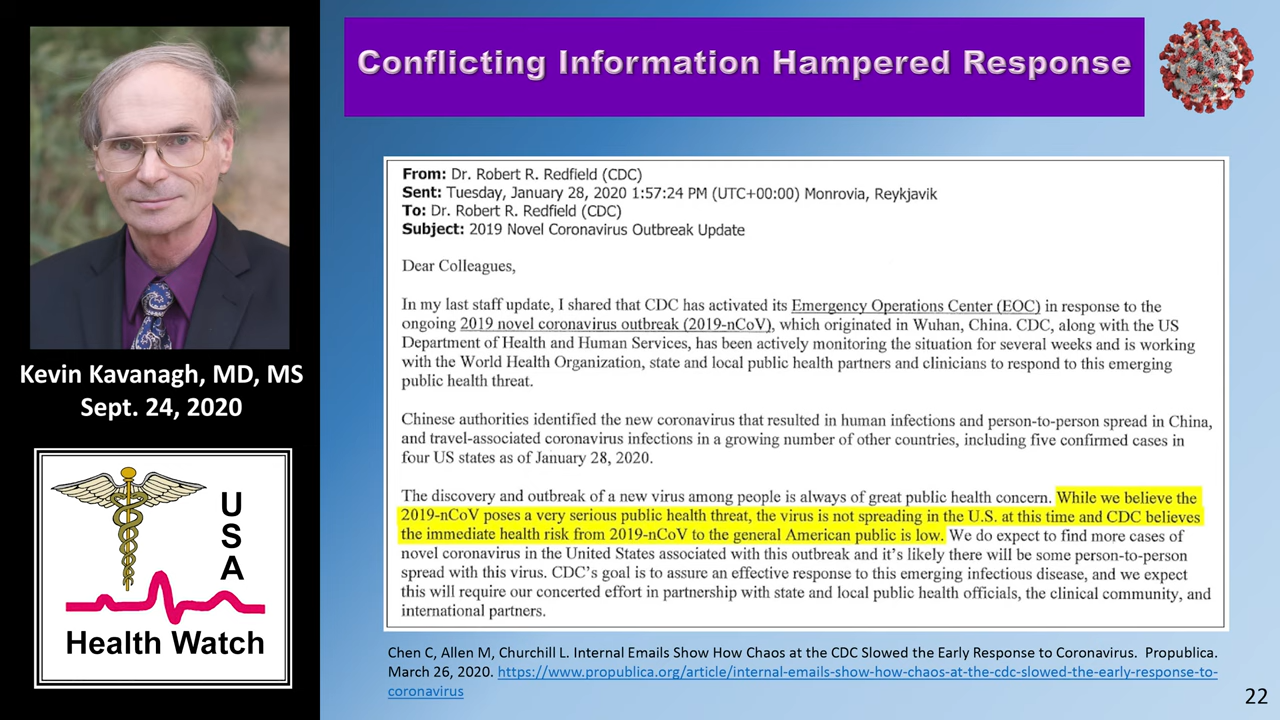 Conflicting Information Hampered Response
Kevin Kavanagh, MD, MS
Sept. 24, 2020
USA
Health Watch
From: Dr. Robert R. Redfield (CDC)
Sent: Tuesday, January 28, 2020 1:57:24 PM (UTC+00:00) Monrovia, Reykjavik
To: Dr. Robert R. Redfield (CDC)
Subject: 2019 Novel Coronavirus Outbreak Update
Dear Colleagues,
In my last staff update, I shared that CDC has activated its Emergency Operations Center (EOC) in response to the
ongoing 2019 novel coronavirus outbreak (2019-nCoV), which originated in Wuhan, China. CDC, along with the US
Department of Health and Human Services, has been actively monitoring the situation for several weeks and is working
with the World Health Organization, state and local public health partners and clinicians to respond to this emerging
public health threat.
Chinese authorities identified the new coronavirus that resulted in human infections and person-to-person spread in China,
and travel-associated coronavirus infections in a growing number of other countries, including five confirmed cases in
four US states as of January 28, 2020.
The discovery and outbreak of a new virus among people is always of great public health concern. While we believe the
2019-nCoV poses a very serious public health threat, the virus is not spreading in the U.S. at this time and CDC believes
the immediate health risk from 2019-nCoV to the general American public is low. We do expect to find more cases of
novel coronavirus in the United States associated with this outbreak and it's likely there will be some person-to-person
spread with this virus. CDC's goal is to assure an effective response to this emerging infectious disease, and we expect
this will require our concerted effort in partnership with state and local public health officials, the clinical community, and
international partners.
Chen C, Allen M, Churchill L. Internal Emails Show How Chaos at the CDC Slowed the Early Response to Coronavirus. Propublica.
March 26, 2020. https://www.propublica.org/article/internal-emails-show-how-chaos-at-the-cdc-slowed-the-early-response-to-
coronavirus
22